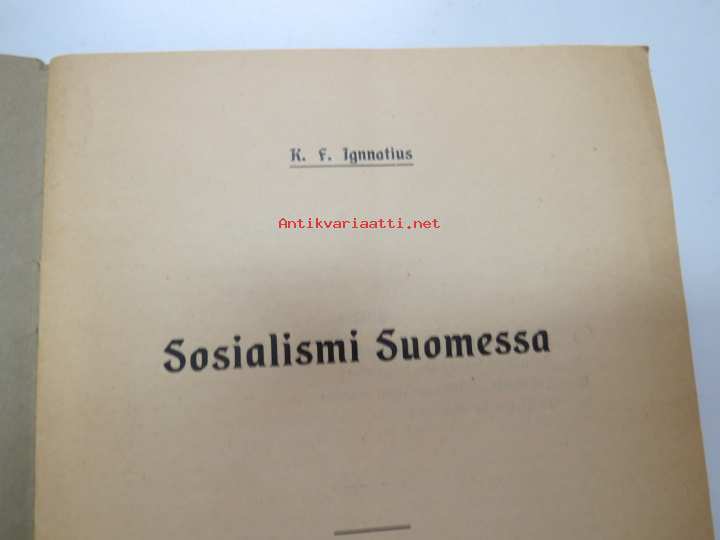 K. F. Ignnatius
Antikvariaatti.net
Sosialismi Suomessa